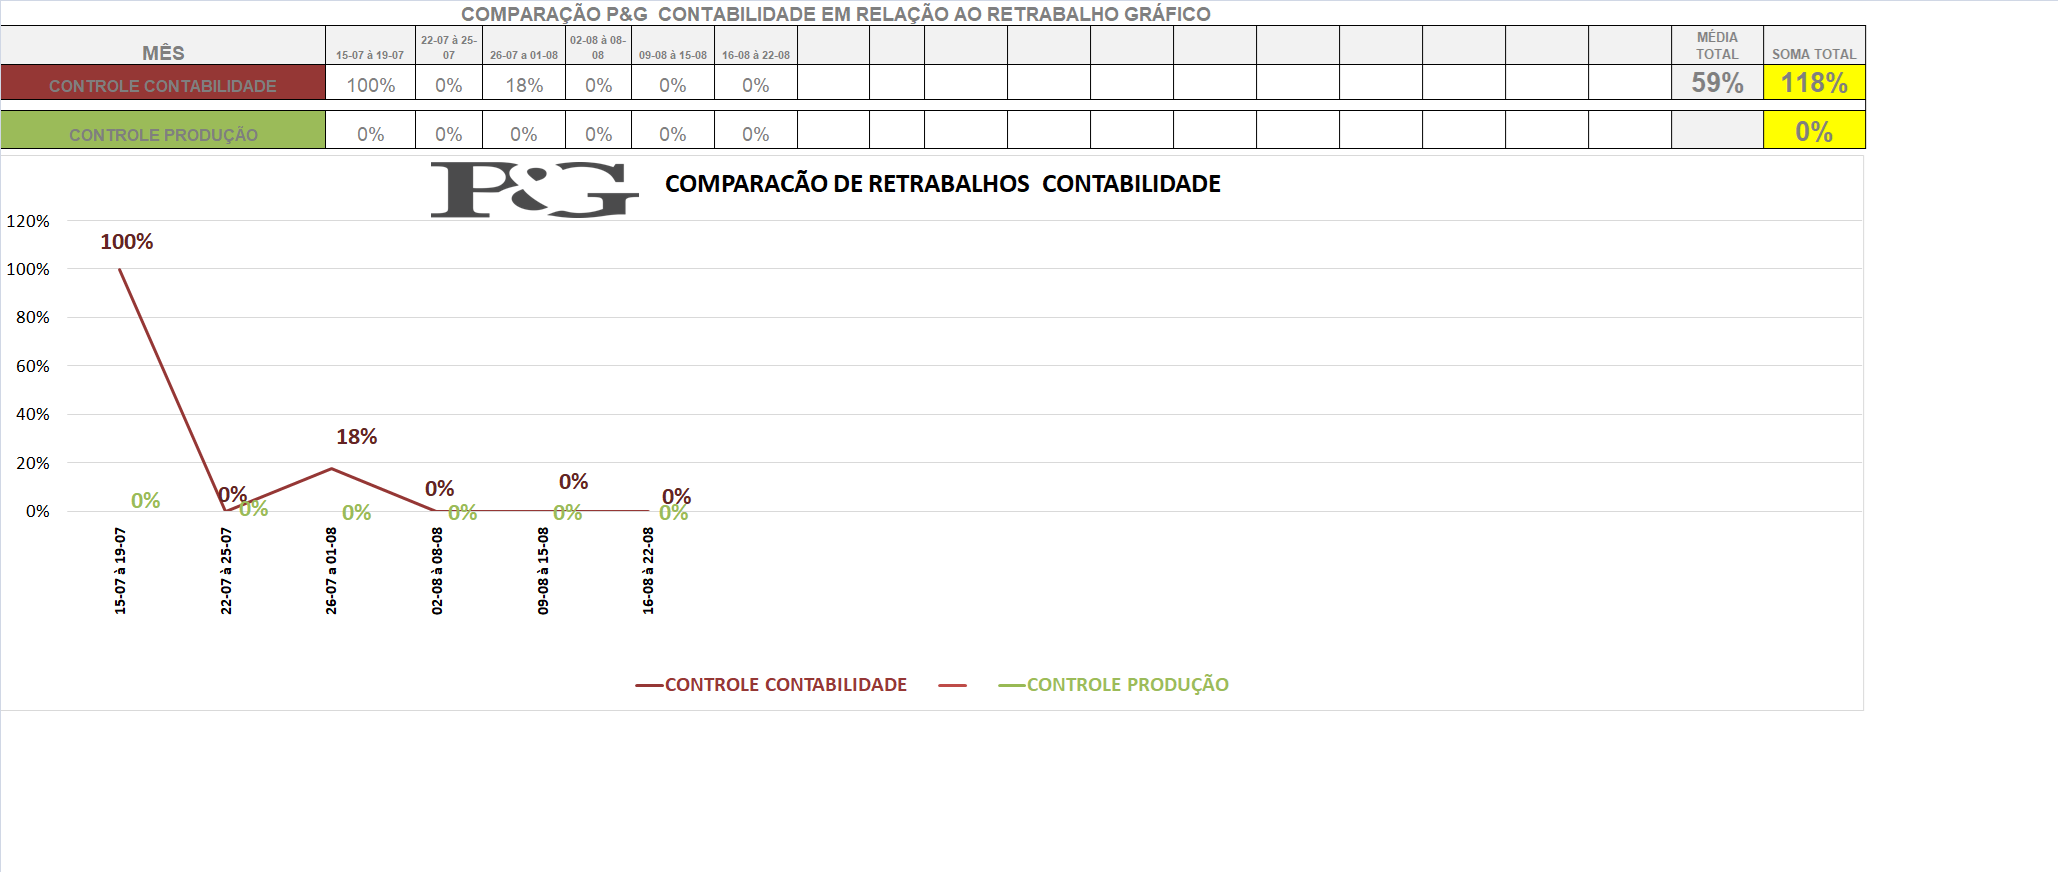 COMPARAÇÃO P&G CONTABILIDADE EM RELAÇÃO AO RETRABALHO GRÁFICO
MÊS 15-07 à 19-07 22-07 à 25-07 26-07 a 01-08 02-08 à 08-08 09-08 à 15-08 16-08 à 22-08 MÉDIA TOTAL SOMA TOTAL
CONTROLE CONTABILIDADE 100% 0% 18% 0% 0% 0% 59% 118%
CONTROLE PRODUÇÃO 0% 0% 0% 0% 0% 0% 0%
P&G COMPARACÃO DE RETRABALHOS CONTABILIDADE
120%
100%
100%
80%
60%
40%
18%
20%
0% 0% 0% 0%
0% 0% 0% 0% 0% 0%
0%
15-07 à 19-07
22-07 à 25-07
26-07 a 01-08
02-08 à 08-08
09-08 à 15-08
16-08 à 22-08
CONTROLE CONTABILIDADE CONTROLE PRODUÇÃO